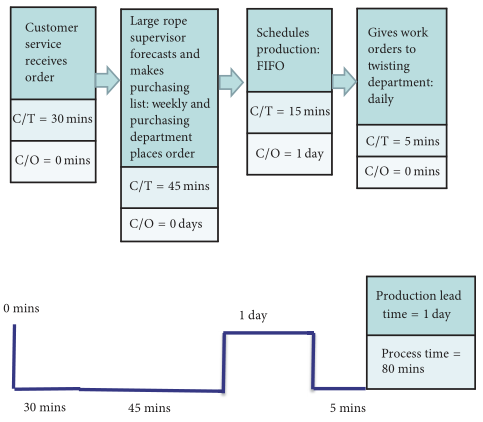 Customer
service
receives
order
C/T = 30 mins
C/O = 0 mins
Large rope
supervisor
forecasts and
makes
purchasing
list: weekly and
purchasing
department
places order
C/T = 45 mins
C/O = 0 days
Schedules
production:
FIFO
C/T = 15 mins
C/O = 1 day
Gives work
orders to
twisting
department:
daily
C/T = 5 mins
C/O = 0 mins
0 mins
30 mins
45 mins
1 day
5 mins
Production lead
time = 1 day
Process time =
80 mins